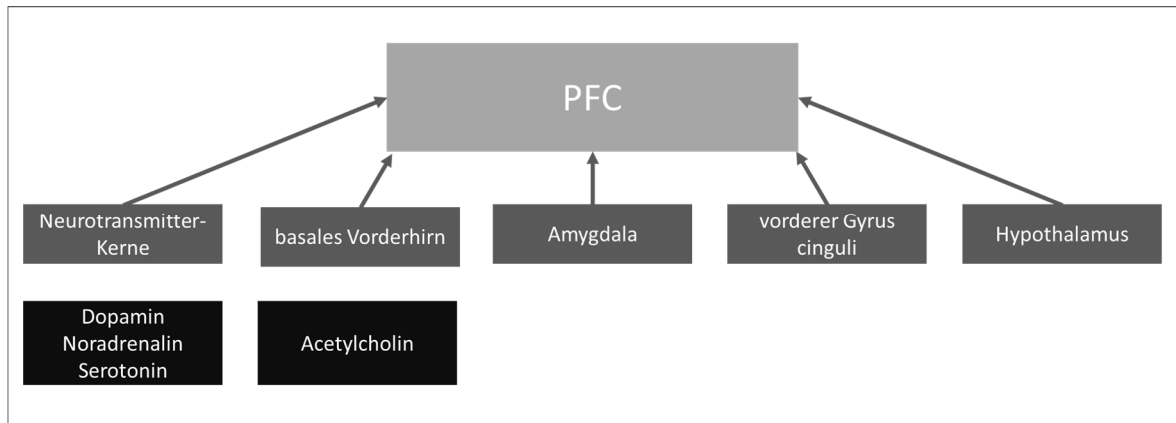 PFC
Neurotransmitter-
Kerne
basales Vorderhirn
Amygdala
vorderer Gyrus
cinguli
Hypothalamus
Dopamin
Noradrenalin
Serotonin
Acetylcholin